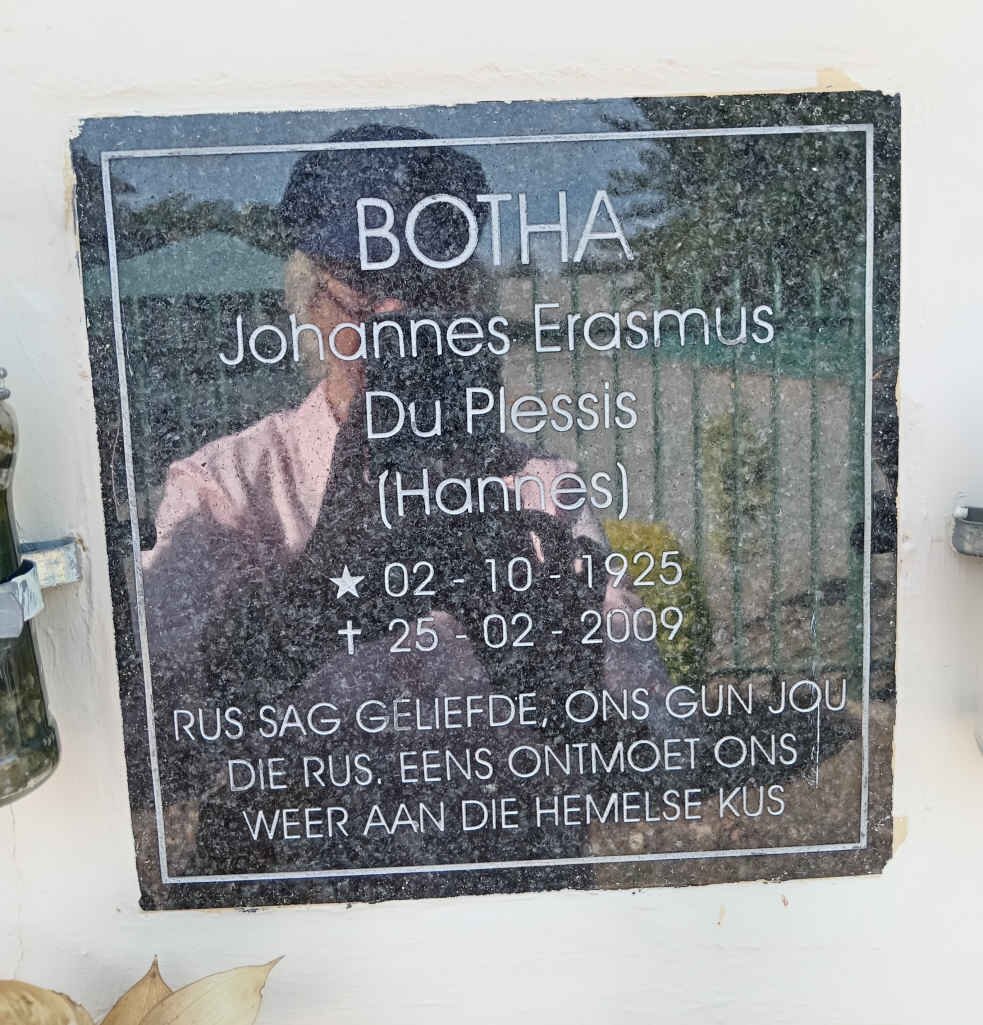 BOTHA
Johannes Erasmus
Du Plessis
(Hannes)
★ 02 - 10 - 1925
✝ 25 - 02 - 2009
RUS SAG GELIEFDE, ONS GUN JOU
DIE RUS. EENS ONTMOET ONS
WEER AAN DIE HEMELSE KUS